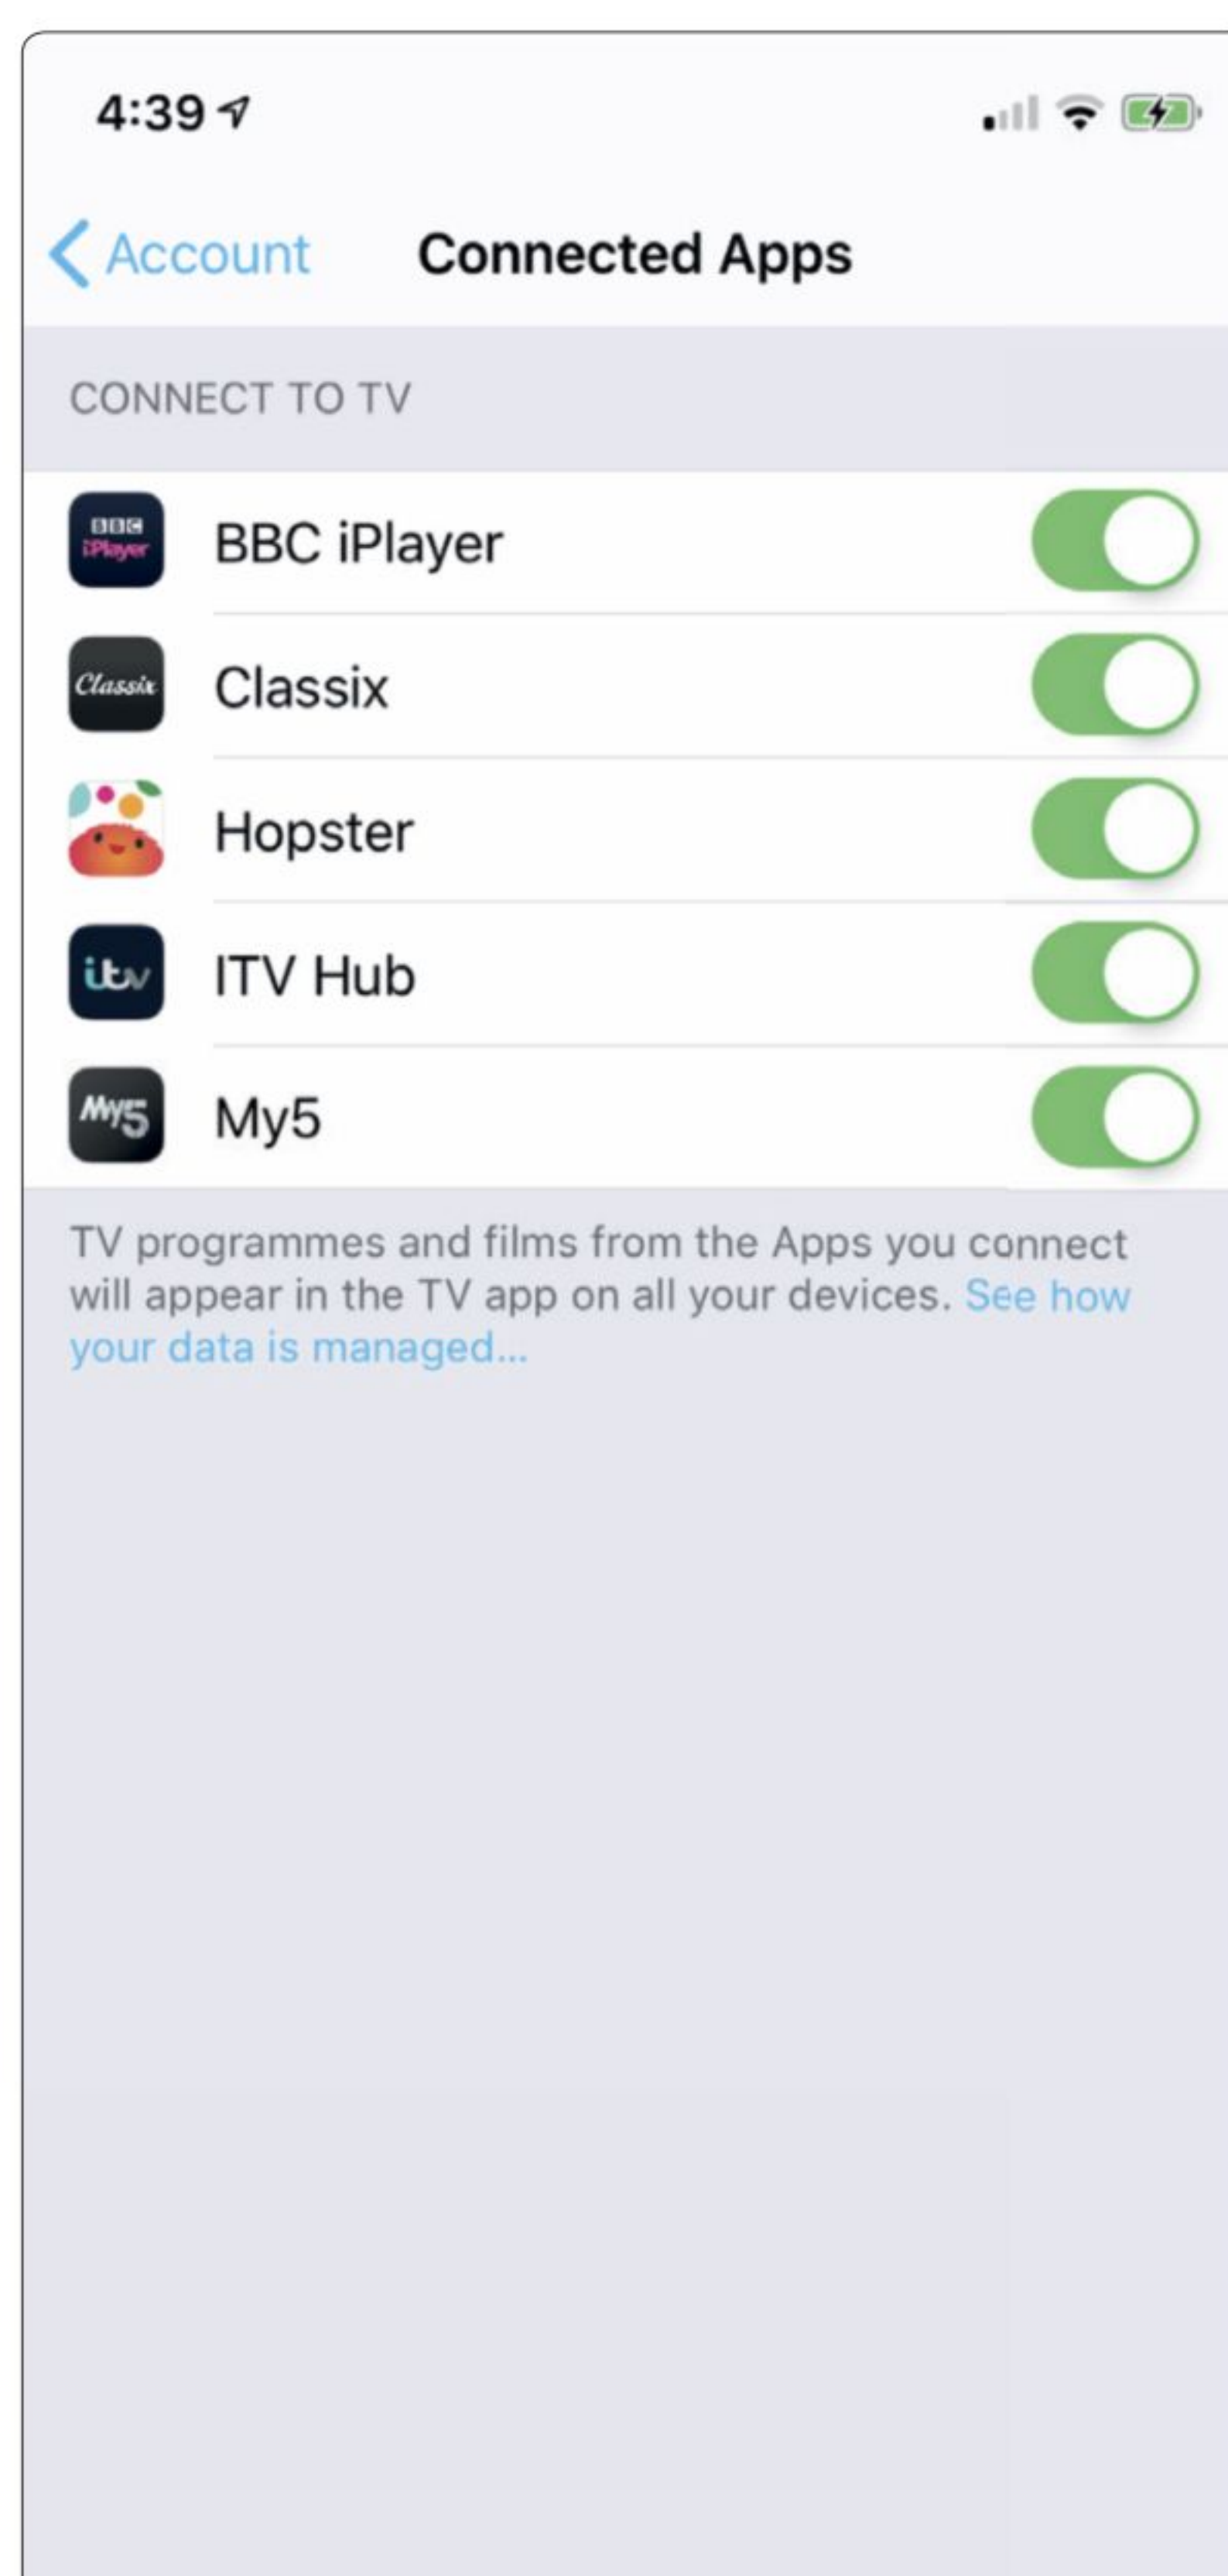 4:39
Account Connected Apps
CONNECT TO TV
BBC iPlayer BBC iPlayer
Classix Classix
Hopster
itv ITV Hub
My5 My5
TV programmes and films from the Apps you connect
will appear in the TV app on all your devices. See how
your data is managed...